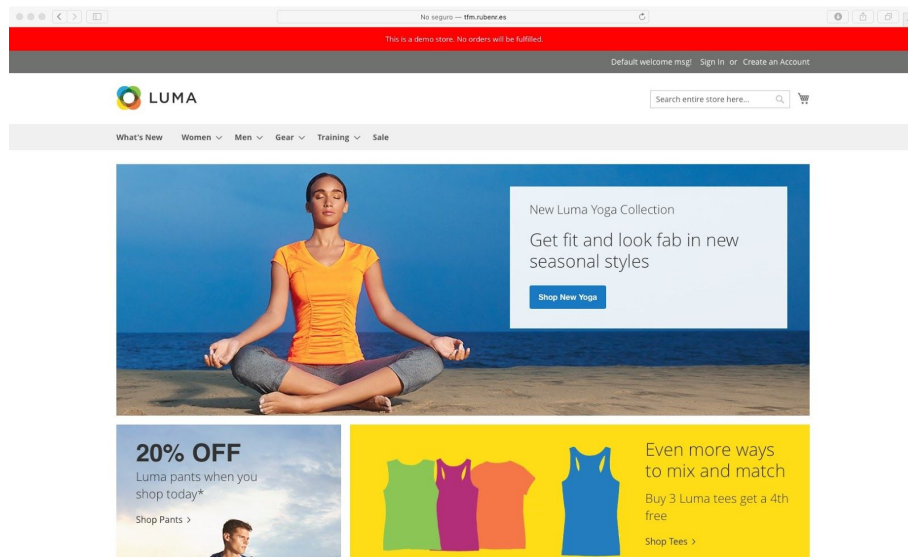 No seguro — tfm.rubenr.es
This is a demo store. No orders will be fulfilled.
Default welcome msg! Sign In or Create an Account
LUMA
Search entire store here...
What's New Women Men Gear Training Sale
New Luma Yoga Collection
Get fit and look fab in new
seasonal styles
Shop New Yoga
20% OFF
Luma pants when you
shop today*
Shop Pants >
Even more ways
to mix and match
Buy 3 Luma tees get a 4th
free
Shop Tees >